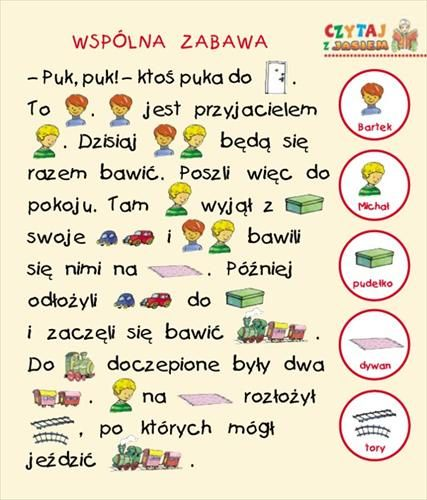 CZYTAJ
Z JASIEM
WSPÓLNA ZABAWA
– Puk, puk! – ktoś puka do .
To . jest przyjacielem
. Dzisiaj będą się
razem bawić. Poszli więc do
pokoju. Tam wyjął z
swoje i bawili
się nimi na . Później
odłożyli do
i zaczęli się bawić .
Do doczepione były dwa
. na rozłożył
, po których mógł
jeździć .
Bartek
Michał
pudełko
dywan
tory